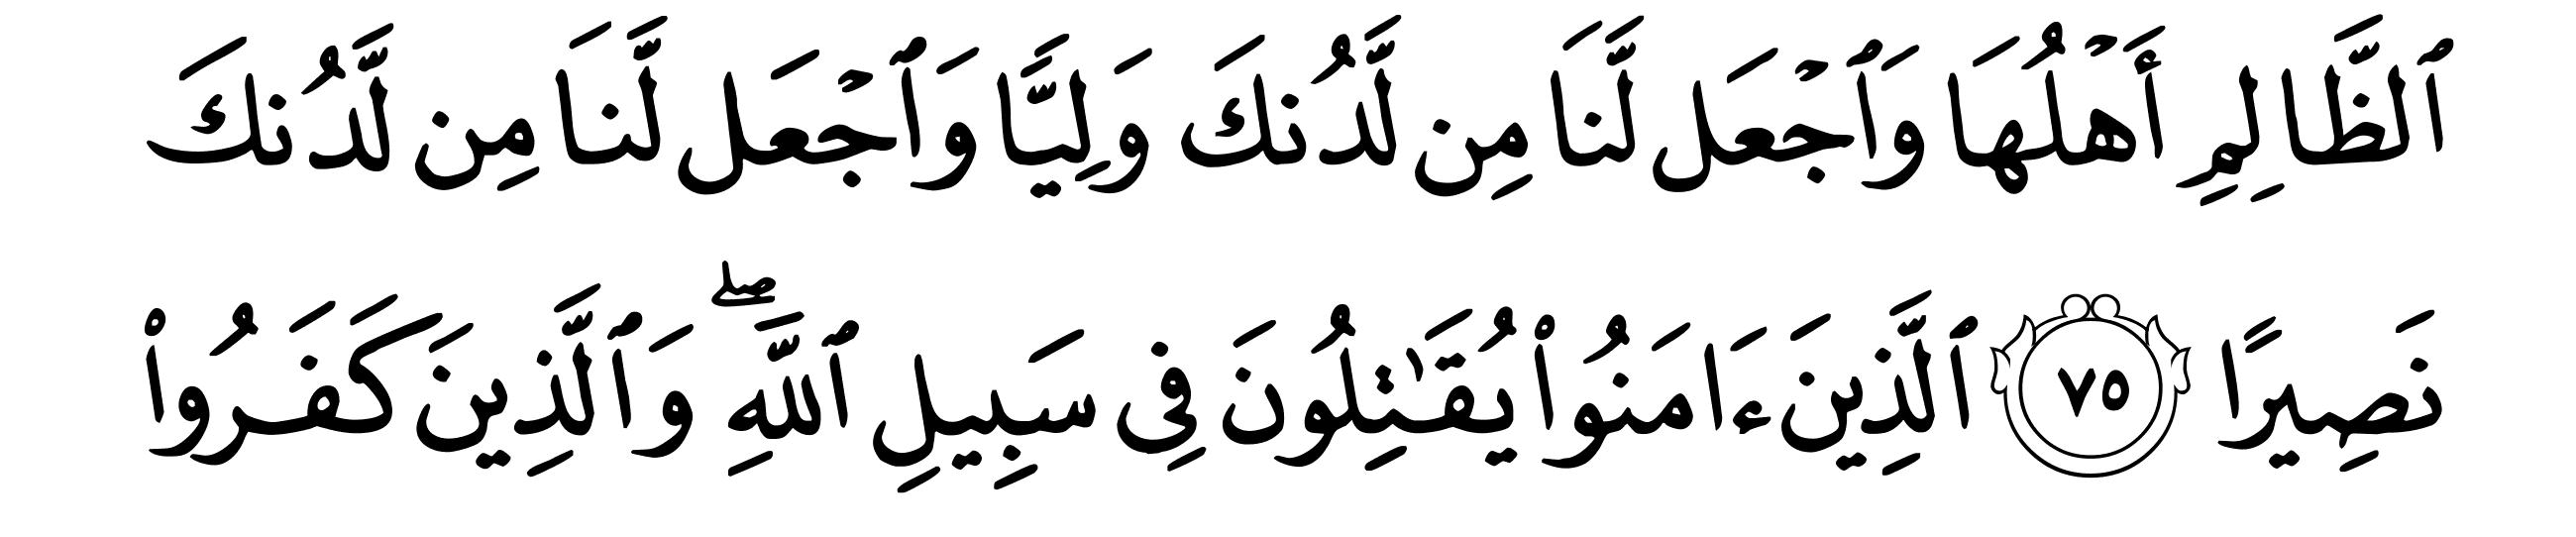 ٱلظَّالِمِ أَهۡلُهَا وَٱجۡعَل لَّنَا مِن لَّدُنكَ وَلِيًّا وَٱجۡعَل لَّنَا مِن لَّدُنكَ
نَصِيرًا ٧٥ ٱلَّذِينَ ءَامَنُواْ يُقَٰتِلُونَ فِى سَبِيلِ ٱللَّهِۖ وَٱلَّذِينَ كَفَرُواْ